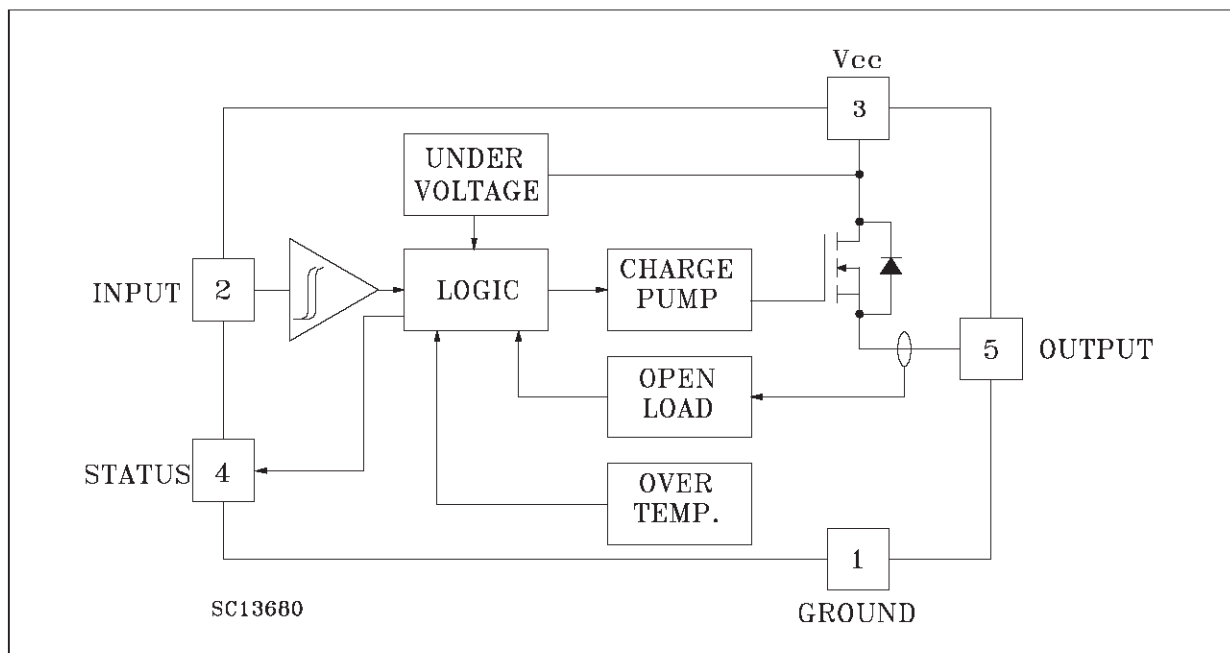 Vcc
3
UNDER
VOLTAGE
INPUT
2
LOGIC
CHARGE
PUMP
5
OUTPUT
OPEN
LOAD
STATUS
4
OVER
TEMP.
1
SC13680
GROUND